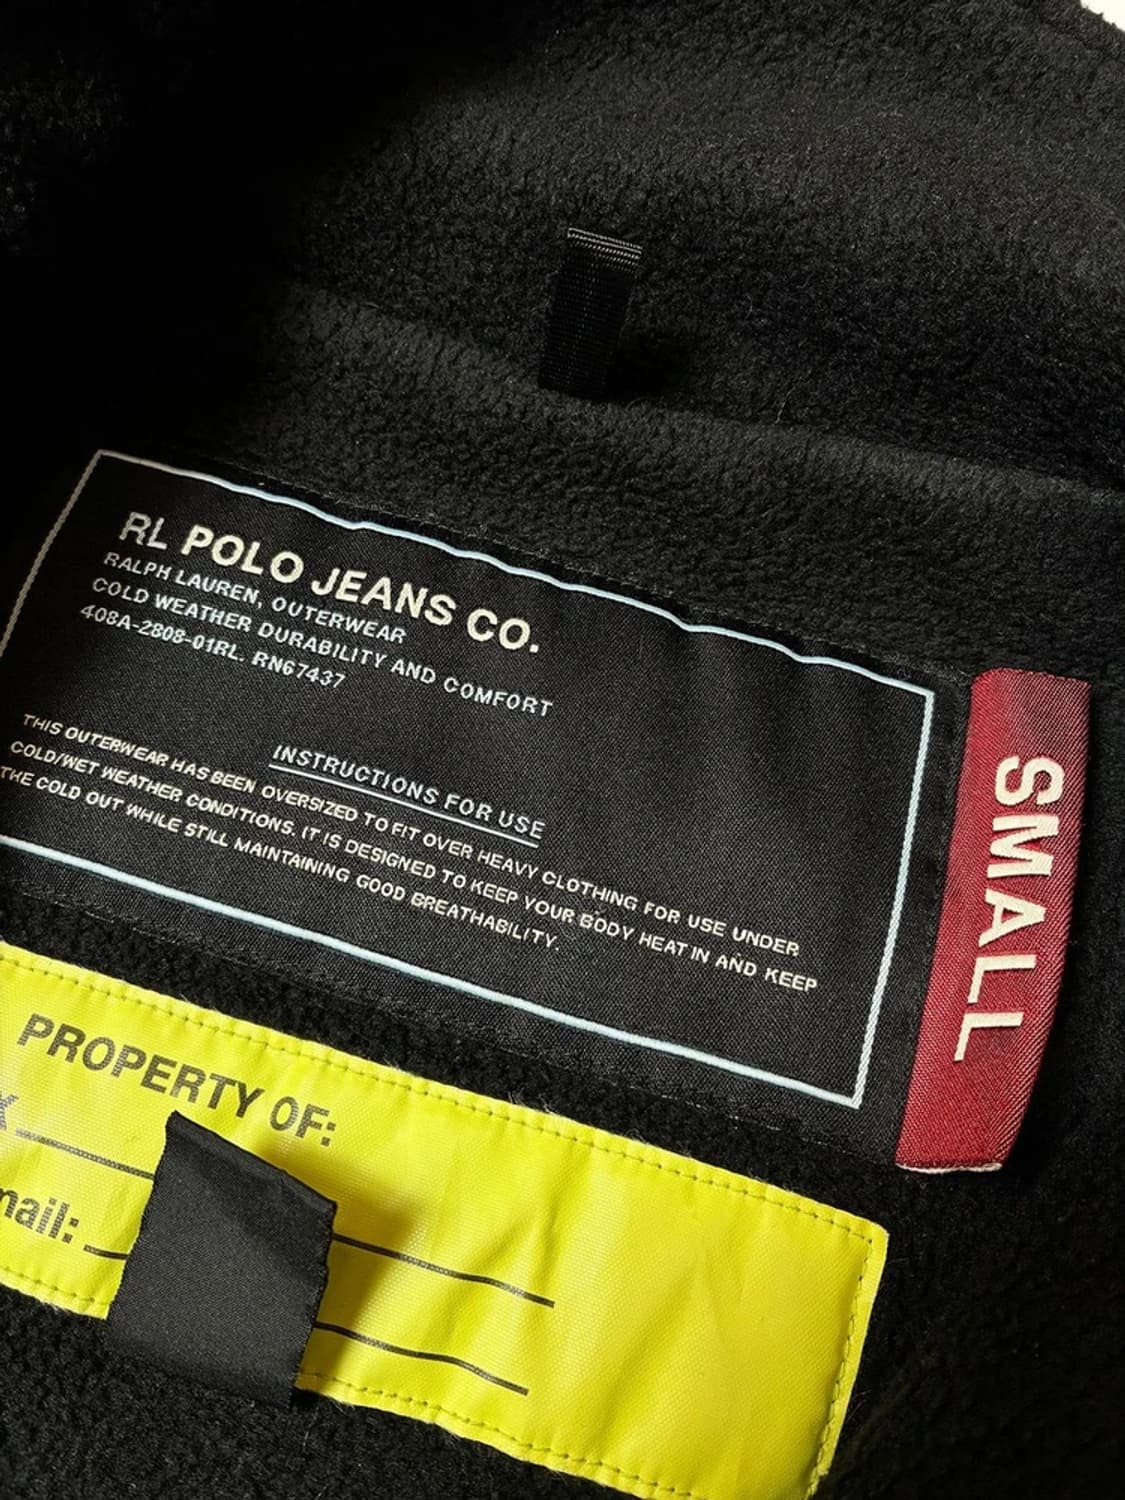 RL POLO JEANS CO.
RALPH LAUREN, OUTERWEAR
COLD WEATHER DURABILITY AND COMFORT
408A-2808-01RL. RN67437
INSTRUCTIONS FOR USE
THIS OUTERWEAR HAS BEEN OVERSIZED TO FIT OVER HEAVY CLOTHING FOR USE UNDER
COLD/WET WEATHER CONDITIONS. IT IS DESIGNED TO KEEP YOUR BODY HEAT IN AND KEEP
THE COLD OUT WHILE STILL MAINTAINING GOOD BREATHABILITY.
SMALL
PROPERTY OF:
X
mail: